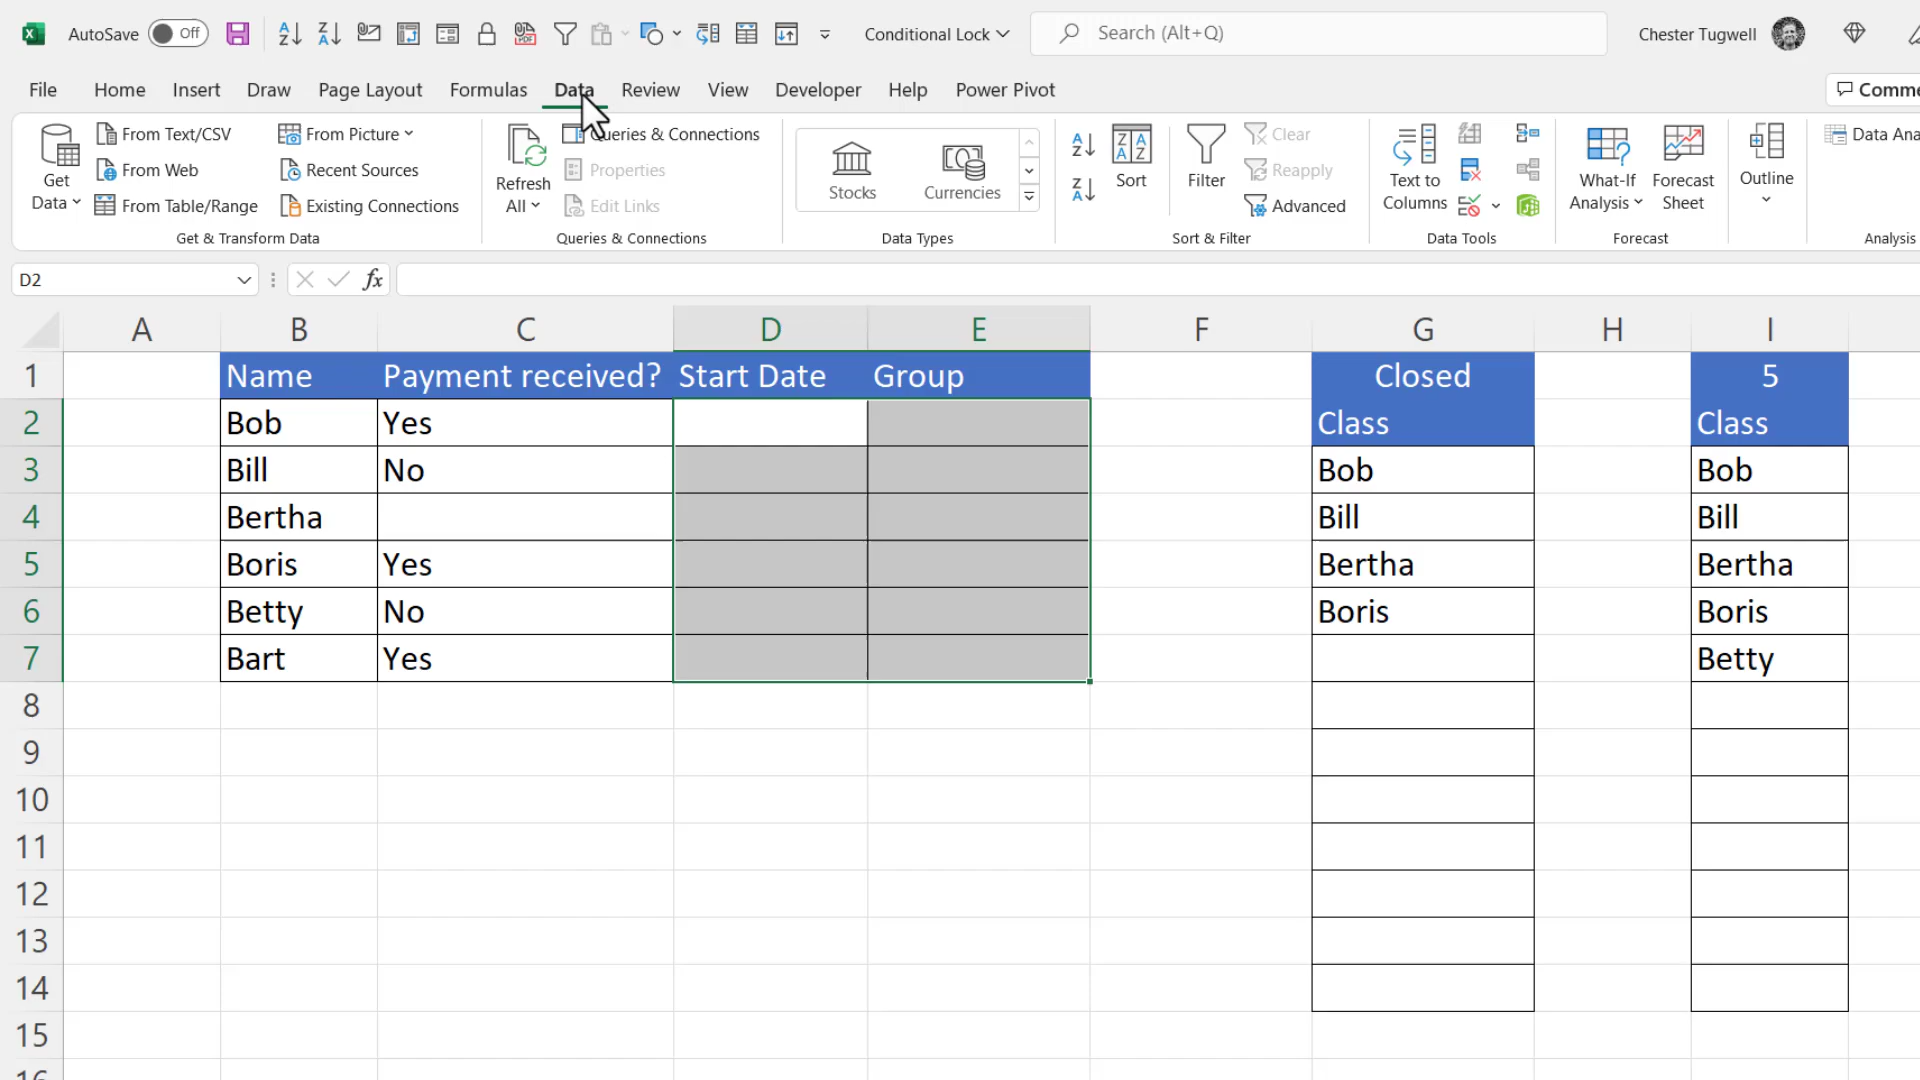 AutoSave Off Conditional Lock Search (Alt+Q) Chester Tugwell
File Home Insert Draw Page Layout Formulas Data Review View Developer Help Power Pivot
Get Data
From Text/CSV
From Web
From Table/Range
From Picture
Recent Sources
Existing Connections
Get & Transform Data
Refresh All
Queries & Connections
Properties
Edit Links
Queries & Connections
Stocks
Currencies
Data Types
Sort
Filter
Clear
Reapply
Advanced
Sort & Filter
Text to Columns
Data Tools
What-If Analysis
Forecast Sheet
Forecast
Outline
Data Ana
Analysis
Comme
D2 fx
A B C D E F G H I
1 Name Payment received? Start Date Group Closed 5
2 Bob Yes Class Class
3 Bill No Bob Bob
4 Bertha Bill Bill
5 Boris Yes Bertha Bertha
6 Betty No Boris Boris
7 Bart Yes Betty
8
9
10
11
12
13
14
15
16